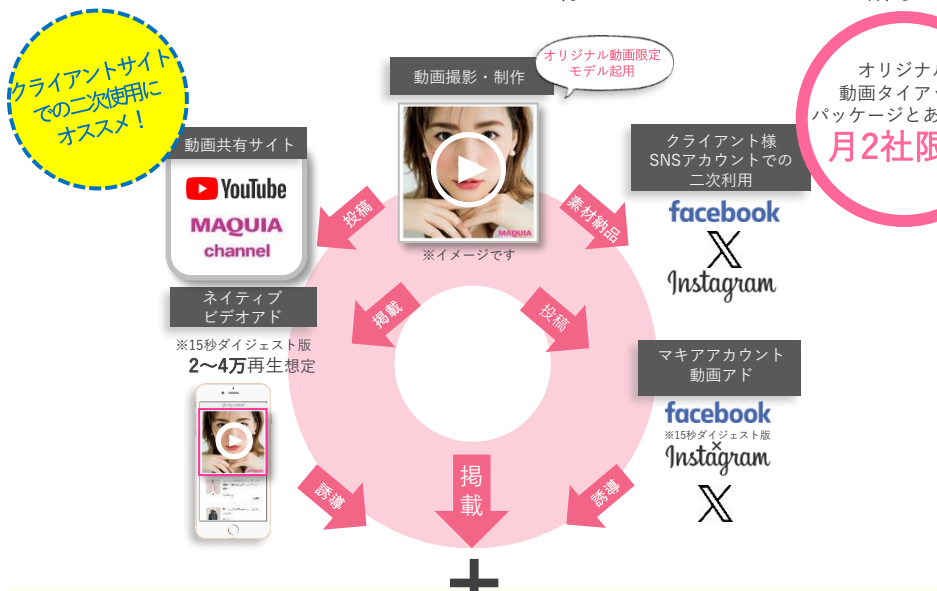 クライアントサイト
での二次使用に
オススメ！
動画撮影・制作
オリジナル動画限定
モデル起用
オリジナル
動画タイアッ
パッケージとあ
月2社限
動画共有サイト
YouTube
MAQUIA
channel
投稿
MAQUIA
※イメージです
素材納品
クライアント様
SNSアカウントでの
二次利用
facebook
X
Instagram
ネイティブ
ビデオアド
※15秒ダイジェスト版
2〜4万再生想定
掲載
投稿
マキアアカウント
動画アド
facebook
※15秒ダイジェスト版
×
Instagram
X
誘導
掲載
誘導
+